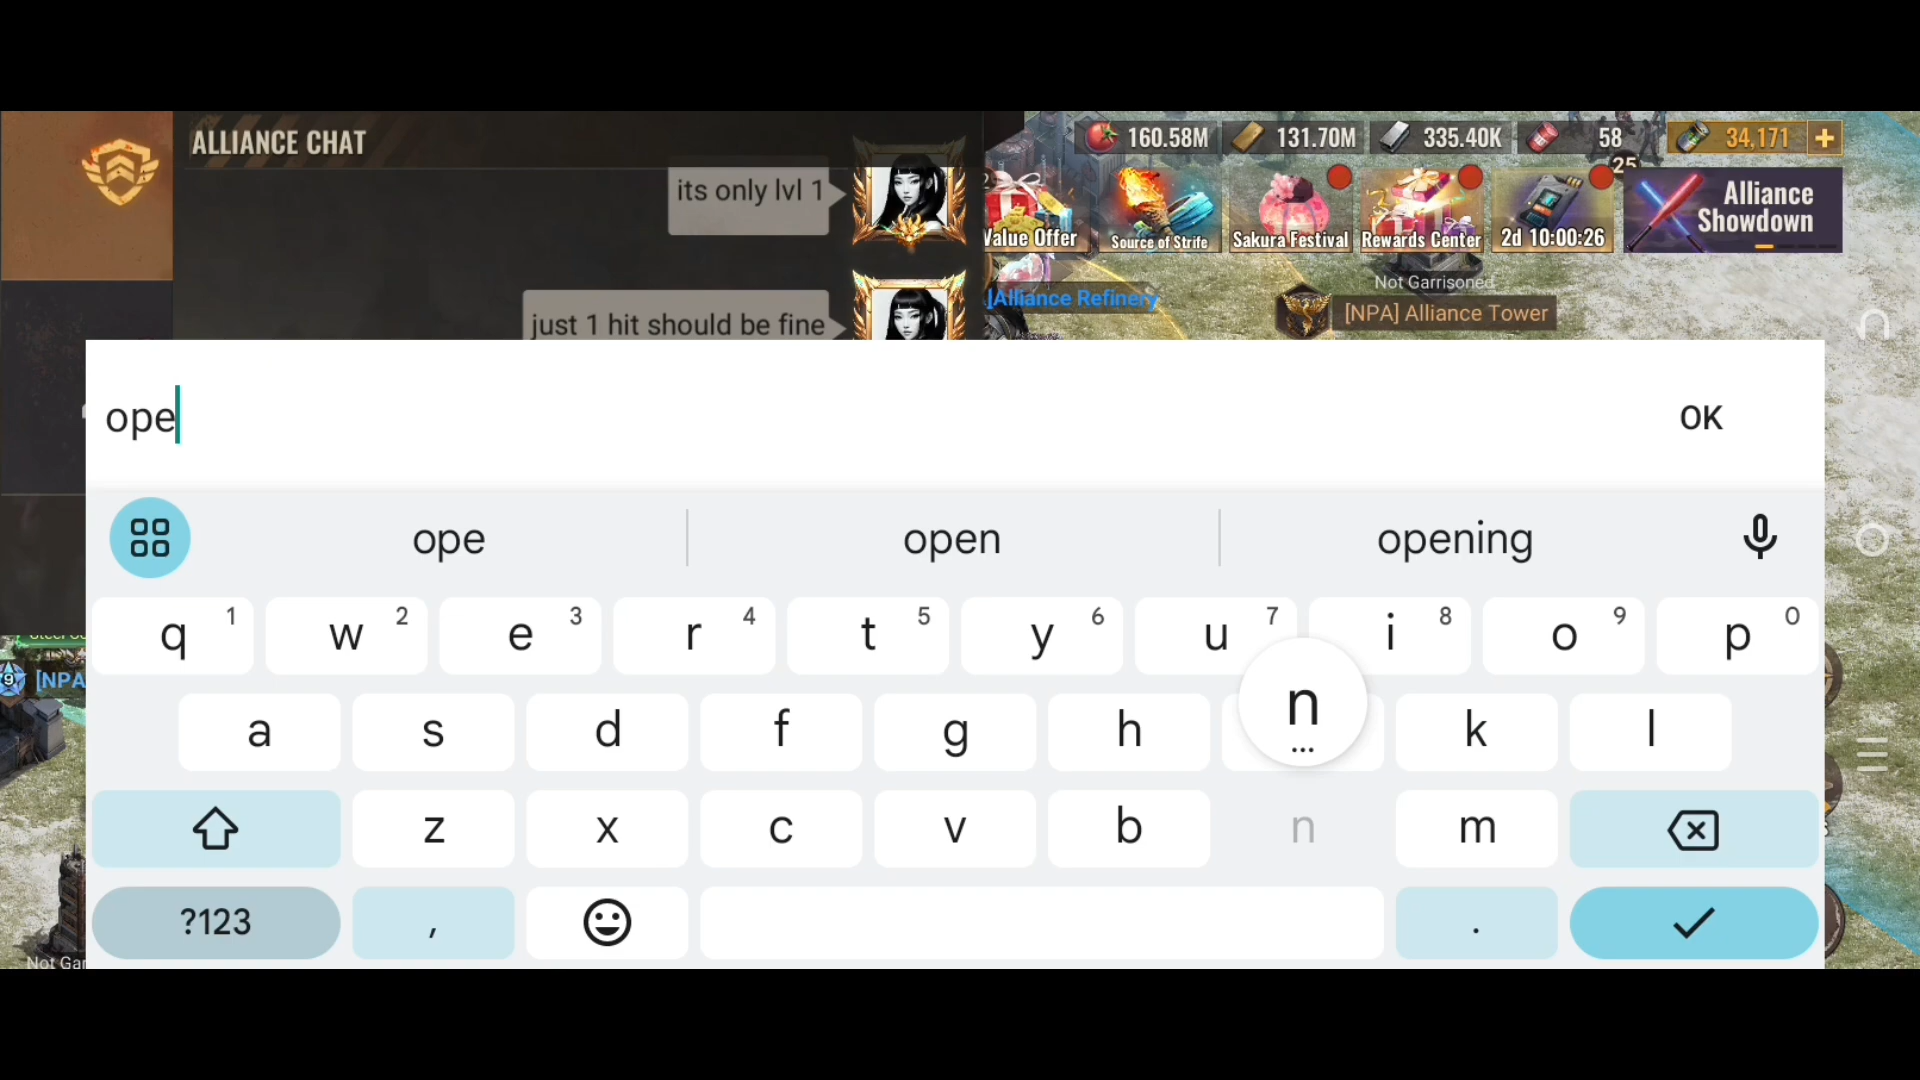 ALLIANCE CHAT
its only lvl 1
just 1 hit should be fine
160.58M
131.70M
335.40K
58
34,171
+
25
Value Offer
Source of Strife
Sakura Festival
Rewards Center
2d 10:00:26
Alliance
Showdown
Not Garrisoned
[Alliance Refinery
[NPA] Alliance Tower
ope
OK
ope
open
opening
q 1 w 2 e 3 r 4 t 5 y 6 u 7 i 8 o 9 p 0
n
...
a s d f g h k l
z x c v b n m
?123 , .
9
[NPA
Not Gar